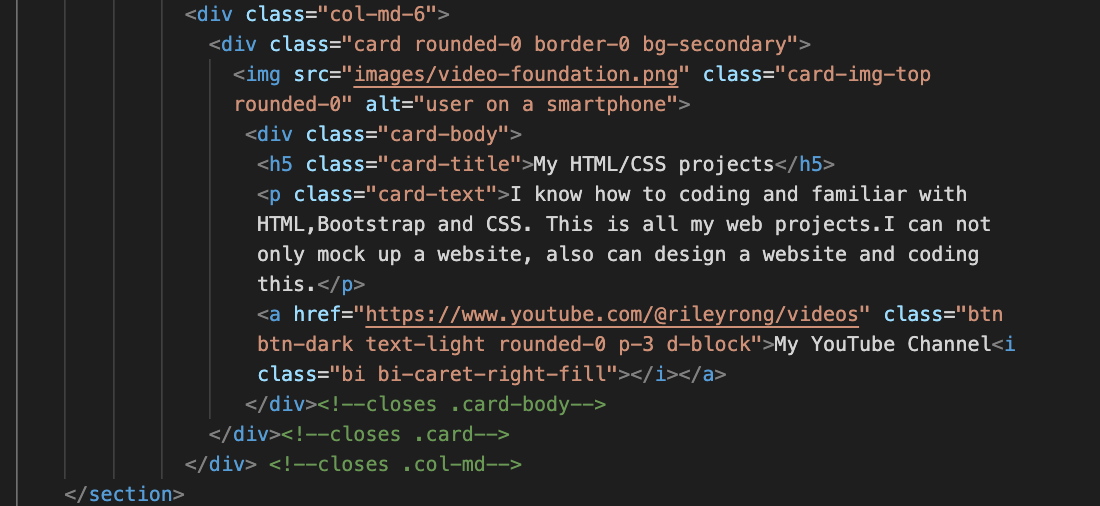 <div class="col-md-6">
<div class="card rounded-0 border-0 bg-secondary">
<img src="images/video-foundation.png" class="card-img-top
rounded-0" alt="user on a smartphone">
<div class="card-body">
<h5 class="card-title">My HTML/CSS projects</h5>
<p class="card-text">I know how to coding and familiar with
HTML,Bootstrap and CSS. This is all my web projects.I can not
only mock up a website, also can design a website and coding
this.</p>
<a href="https://www.youtube.com/@rileyrong/videos" class="btn
btn-dark text-light rounded-0 p-3 d-block">My YouTube Channel<i
class="bi bi-caret-right-fill"></i></a>
</div><!--closes .card-body-->
</div><!--closes .card-->
</div> <!--closes .col-md-->
</section>